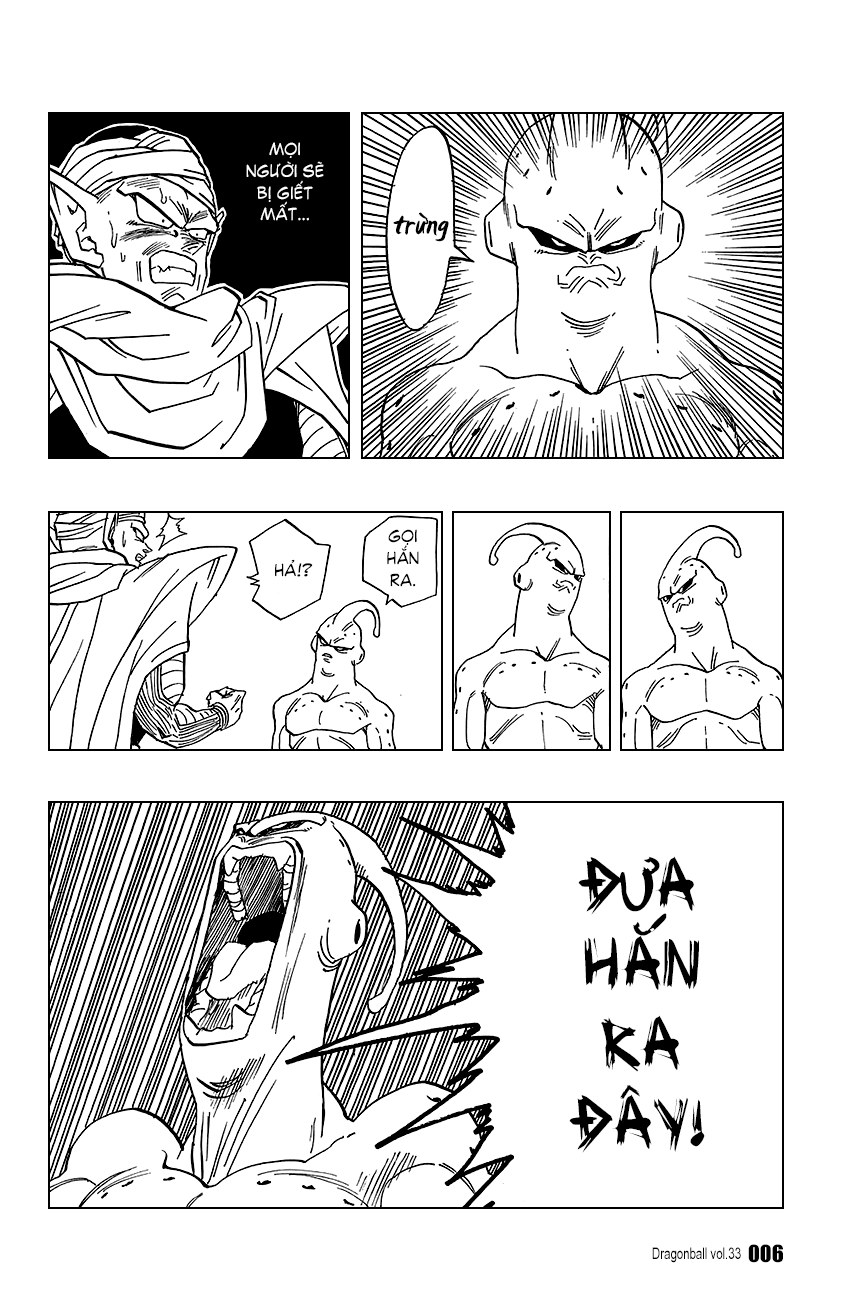 MỌI
NGƯỜI SẼ
BỊ GIẾT
MẤT...
trừng
HẢ!?
GỌI
HẮN
RA.
ĐƯA
HẮN
RA
ĐÂY!
Dragonball vol.33 006